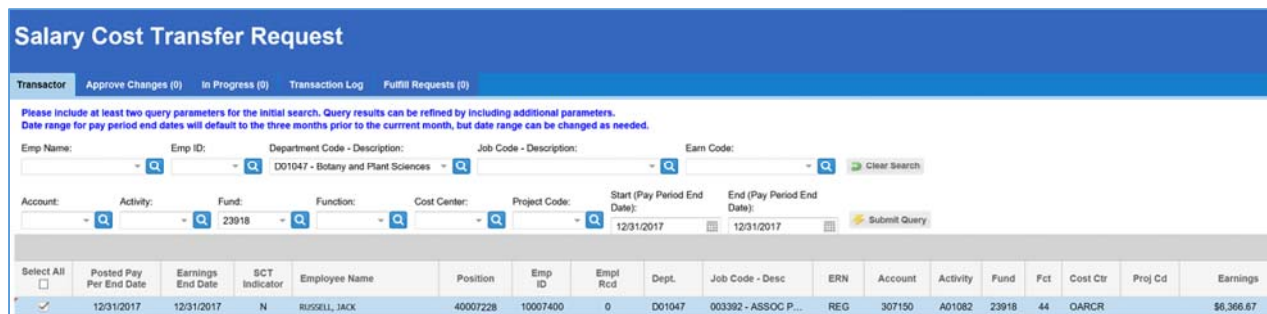 Salary Cost Transfer Request
Transactor Approve Changes (0) In Progress (0) Transaction Log Fulfill Requests (0)
Please include at least two query parameters for the initial search. Query results can be refined by including additional parameters.
Date range for pay period end dates will default to the three months prior to the currrent month, but date range can be changed as needed.
Emp Name: Emp ID: Department Code - Description: Job Code - Description: Earn Code:
D01047 - Botany and Plant Sciences Clear Search
Account: Activity: Fund: Function: Cost Center: Project Code: Start (Pay Period End Date): End (Pay Period End Date):
23918 12/31/2017 12/31/2017 Submit Query
Select All Posted Pay Per End Date Earnings End Date SCT Indicator Employee Name Position Emp ID Empl Rcd Dept. Job Code - Desc ERN Account Activity Fund Fct Cost Ctr Proj Cd Earnings
12/31/2017 12/31/2017 N RUSSELL, JACK 40007228 10007400 0 D01047 003392 - ASSOC P... REG 307150 A01082 23918 44 OARCR $6,366.67